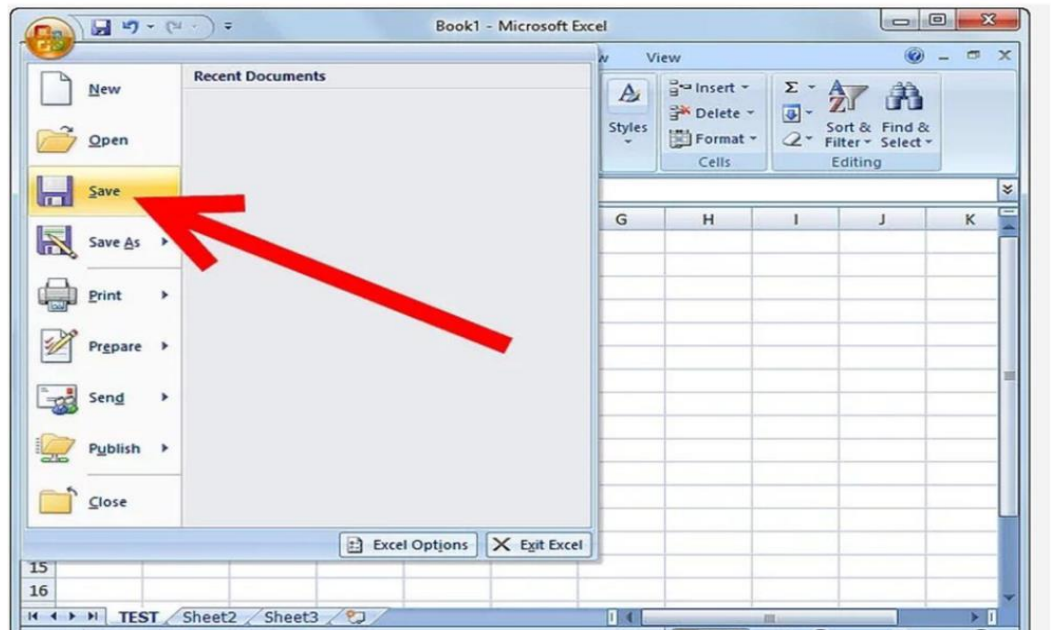 Book1 - Microsoft Excel
View
Recent Documents
New
Open
Save
Save As
Print
Prepare
Send
Publish
Close
Excel Options
Exit Excel
Styles
Insert
Delete
Format
Cells
Σ
Sort & Filter
Find & Select
Editing
G H I J K
15
16
TEST Sheet2 Sheet3